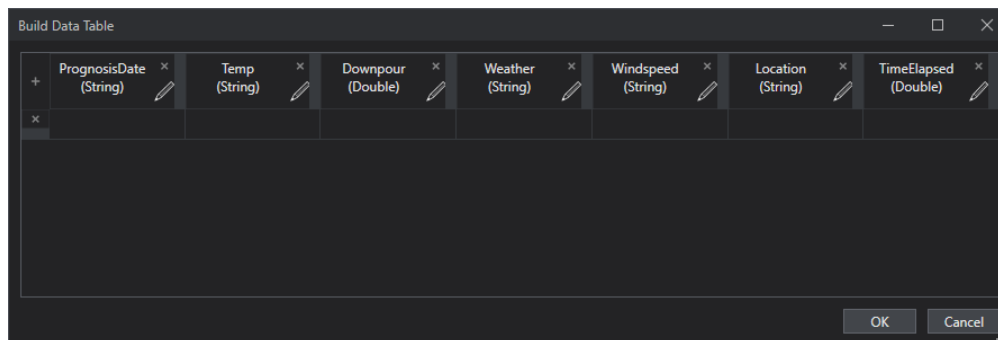 Build Data Table
PrognosisDate
(String)
Temp
(String)
Downpour
(Double)
Weather
(String)
Windspeed
(String)
Location
(String)
TimeElapsed
(Double)
OK
Cancel